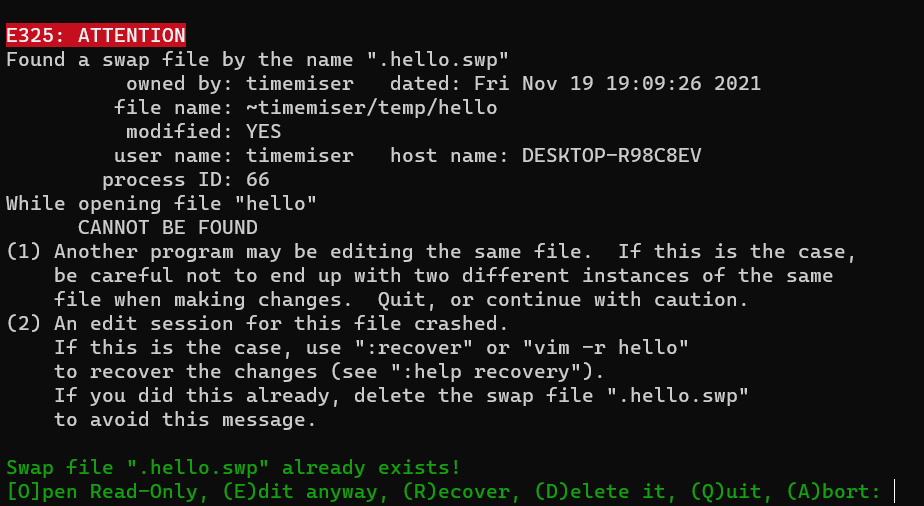 E325: ATTENTION
Found a swap file by the name ".hello.swp"
          owned by: timemiser   dated: Fri Nov 19 19:09:26 2021
         file name: ~timemiser/temp/hello
          modified: YES
         user name: timemiser   host name: DESKTOP-R98C8EV
        process ID: 66
While opening file "hello"
      CANNOT BE FOUND
(1) Another program may be editing the same file.  If this is the case,
    be careful not to end up with two different instances of the same
    file when making changes.  Quit, or continue with caution.
(2) An edit session for this file crashed.
    If this is the case, use ":recover" or "vim -r hello"
    to recover the changes (see ":help recovery").
    If you did this already, delete the swap file ".hello.swp"
    to avoid this message.

Swap file ".hello.swp" already exists!
[O]pen Read-Only, (E)dit anyway, (R)ecover, (D)elete it, (Q)uit, (A)bort: